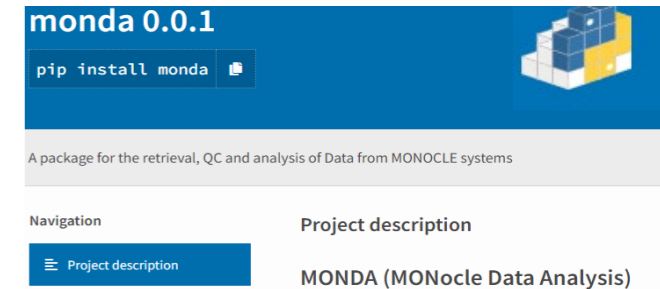 monda 0.0.1
pip install monda
A package for the retrieval, QC and analysis of Data from MONOCLE systems
Navigation
Project description
Project description
MONDA (MONocle Data Analysis)